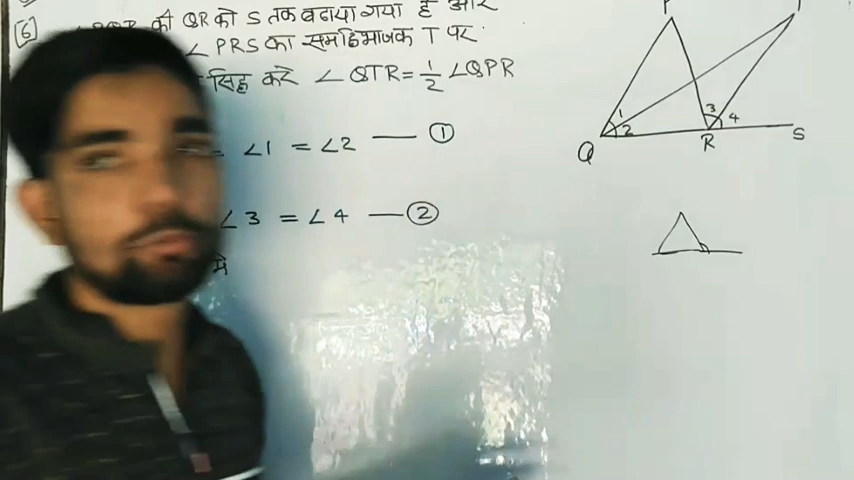 [6] PQR की QR को S तक बढाया गया है और
∠ PRS का समद्विभाजक T पर
सिद्ध करे ∠ QTR = 1/2 ∠QPR
= ∠1 = ∠2 — ①
∠3 = ∠4 — ②
में
P T
1 2 3 4
Q R S